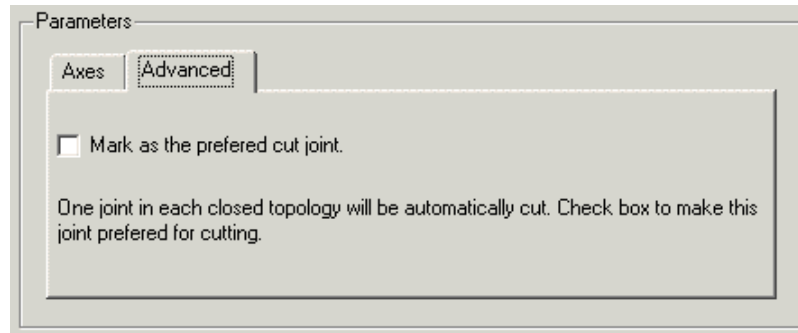 Parameters
Axes Advanced
Mark as the prefered cut joint.
One joint in each closed topology will be automatically cut. Check box to make this
joint prefered for cutting.